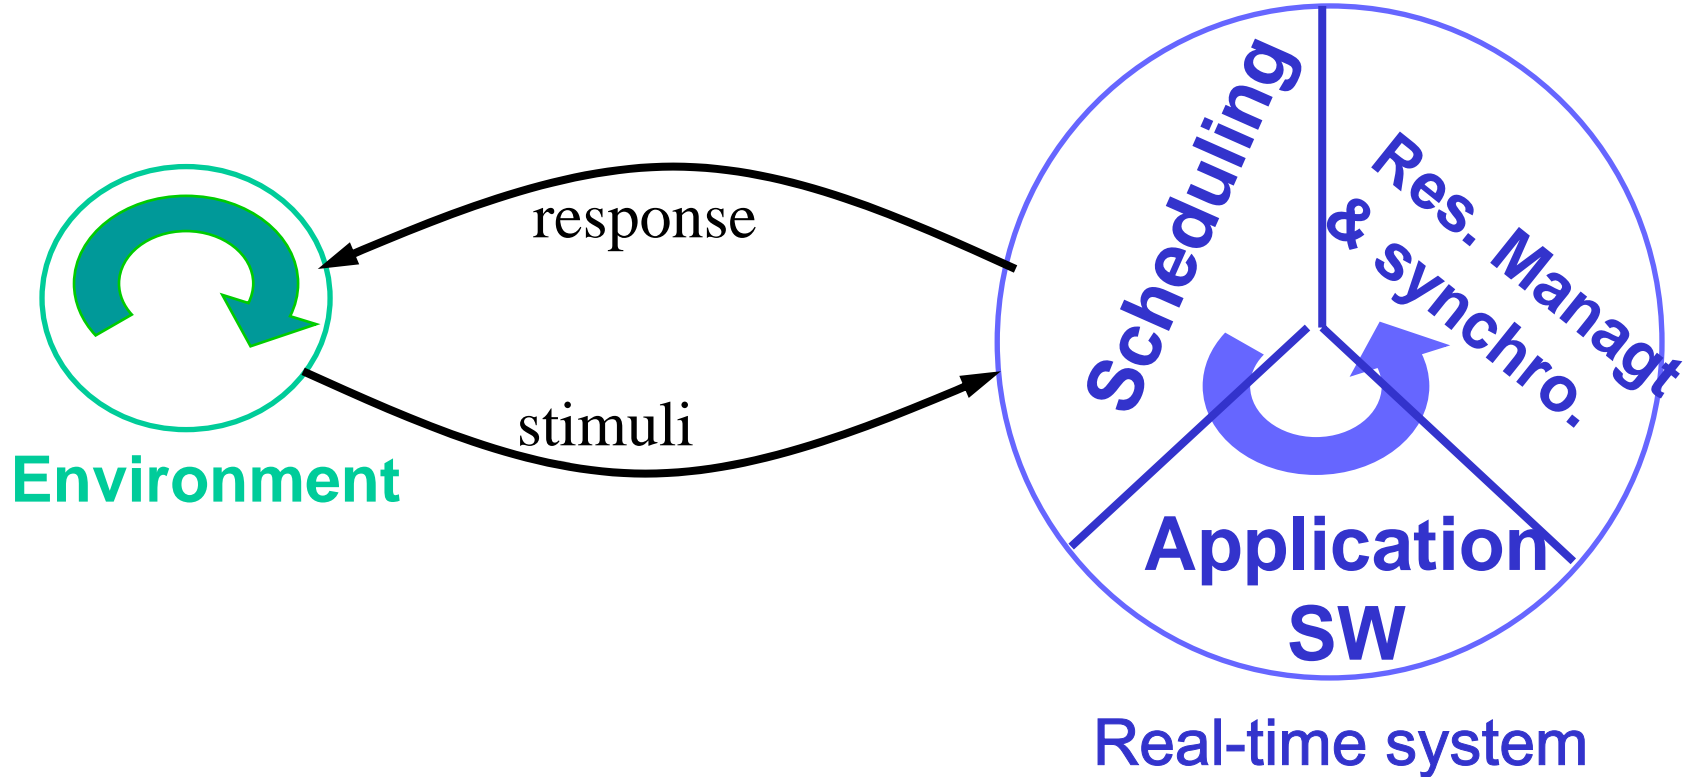 response
stimuli
Environment
Scheduling
Res. Managt
& synchro.
Application
SW
Real-time system